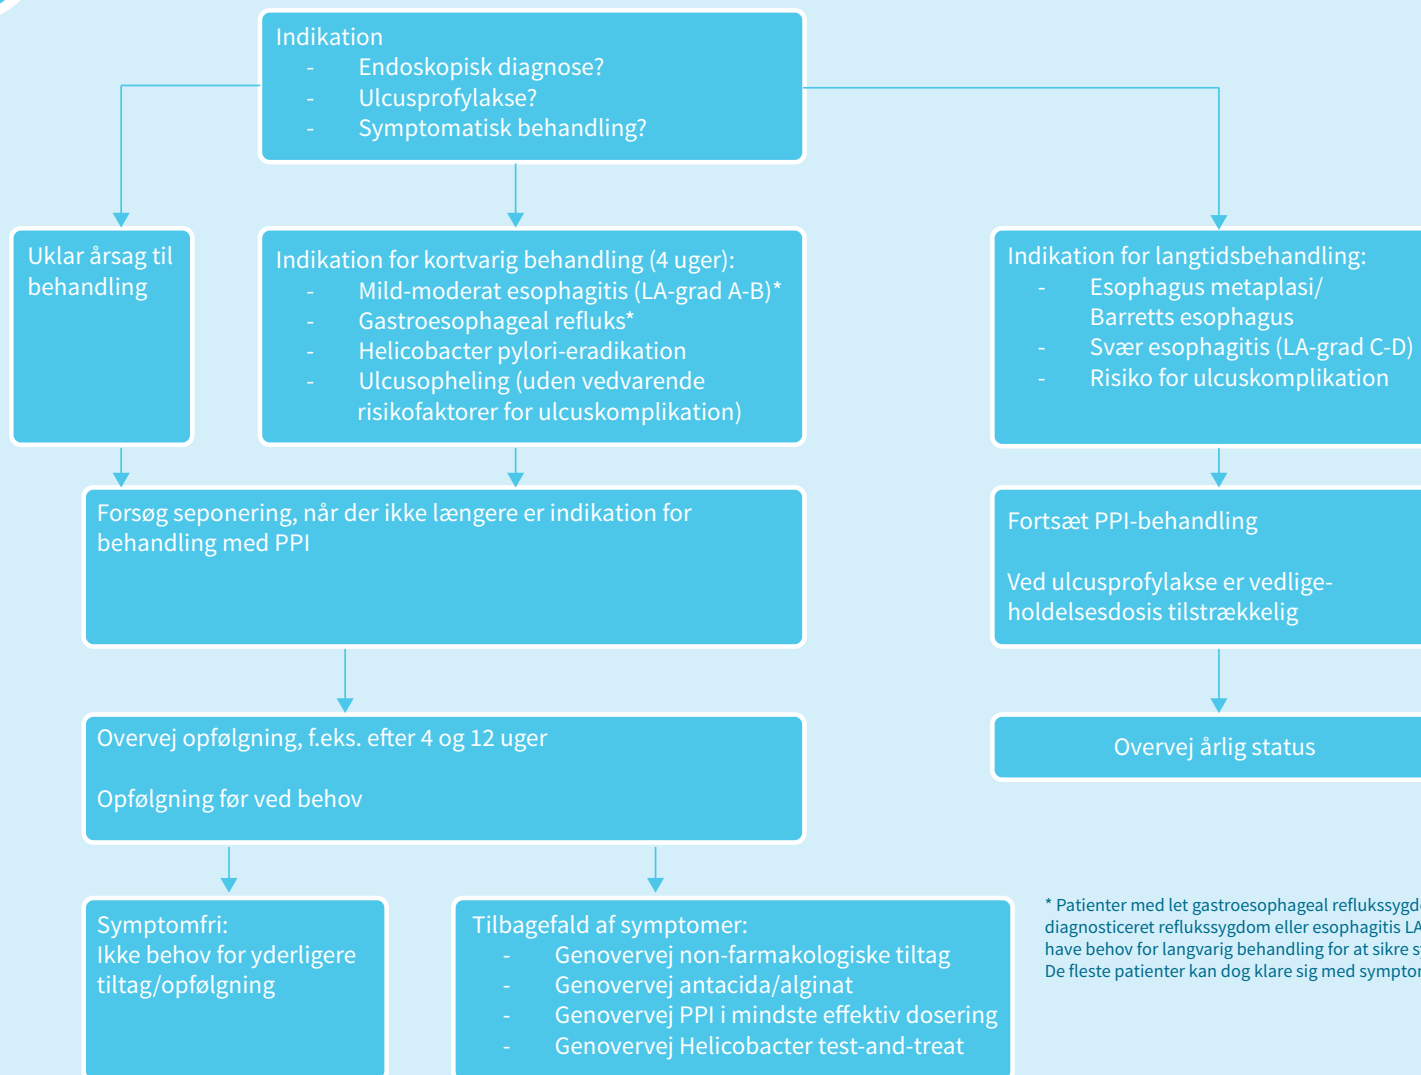 Indikation
- Endoskopisk diagnose?
- Ulcusprofylakse?
- Symptomatisk behandling?
Uklar årsag til
behandling
Indikation for kortvarig behandling (4 uger):
- Mild-moderat esophagitis (LA-grad A-B)*
- Gastroesophageal refluks*
- Helicobacter pylori-eradikation
- Ulcusopheling (uden vedvarende
risikofaktorer for ulcuskomplikation)
Indikation for langtidsbehandling:
- Esophagus metaplasi/
Barretts esophagus
- Svær esophagitis (LA-grad C-D)
- Risiko for ulcuskomplikation
Forsøg seponering, når der ikke længere er indikation for
behandling med PPI
Fortsæt PPI-behandling
Ved ulcusprofylakse er vedlige-
holdelsesdosis tilstrækkelig
Overvej opfølgning, f.eks. efter 4 og 12 uger
Opfølgning før ved behov
Overvej årlig status
Symptomfri:
Ikke behov for yderligere
tiltag/opfølgning
Tilbagefald af symptomer:
- Genovervej non-farmakologiske tiltag
- Genovervej antacida/alginat
- Genovervej PPI i mindste effektiv dosering
- Genovervej Helicobacter test-and-treat
* Patienter med let gastroesophageal
diagnosticeret reflukssygdom eller esophagitis
have behov for langvarig behandling for at sikre
De fleste patienter kan dog klare sig med